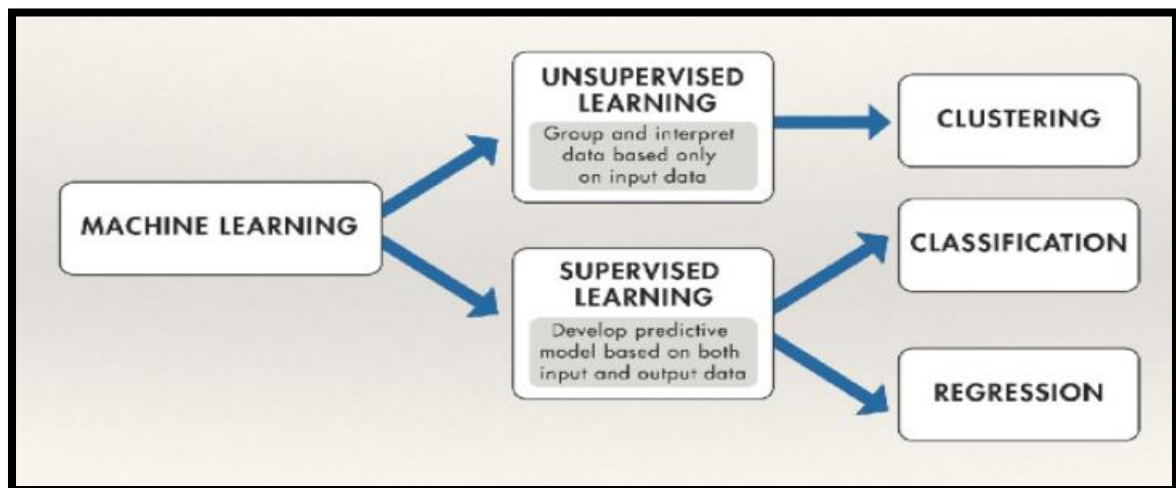 MACHINE LEARNING
UNSUPERVISED
LEARNING
Group and interpret
data based only
on input data
SUPERVISED
LEARNING
Develop predictive
model based on both
input and output data
CLUSTERING
CLASSIFICATION
REGRESSION